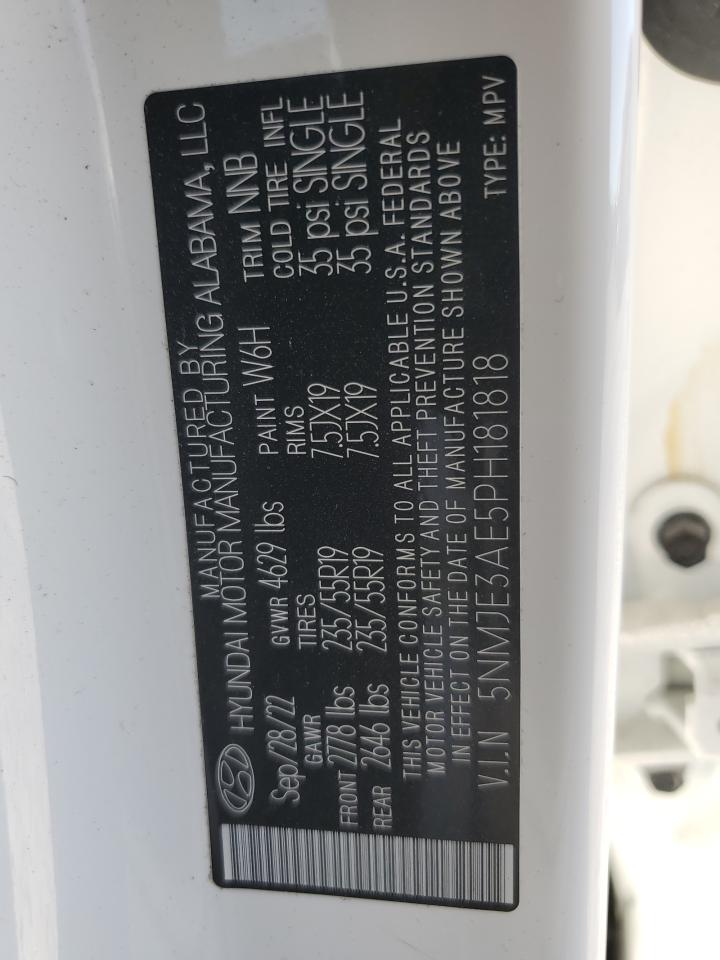 MANUFACTURED BY
HYUNDAI MOTOR MANUFACTURING ALABAMA, LLC
Sep/28/22 GVWR 4629 lbs PAINT W6H TRIM NNB
GAWR TIRES RIMS COLD TIRE INFL
FRONT 2778 lbs 235/55R19 7.5JX19 35 psi SINGLE
REAR 2646 lbs 235/55R19 7.5JX19 35 psi SINGLE
THIS VEHICLE CONFORMS TO ALL APPLICABLE U.S.A. FEDERAL
MOTOR VEHICLE SAFETY AND THEFT PREVENTION STANDARDS
IN EFFECT ON THE DATE OF MANUFACTURE SHOWN ABOVE
V.I.N 5NMJE3AE5PH181818 TYPE: MPV